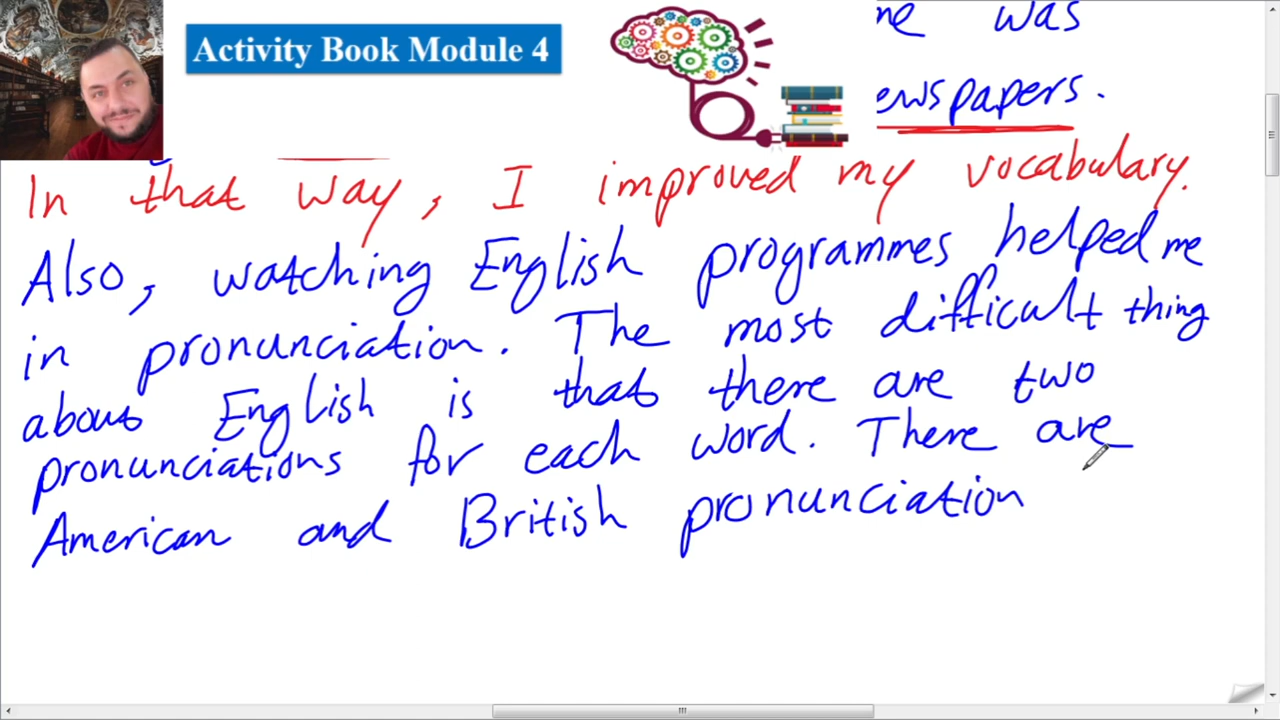 Activity Book Module 4
me was
ewspapers.
In that way, I improved my vocabulary.
Also, watching English programmes helped me
in pronunciation. The most difficult thing
about English is that there are two
pronunciations for each word. There are
American and British pronunciation